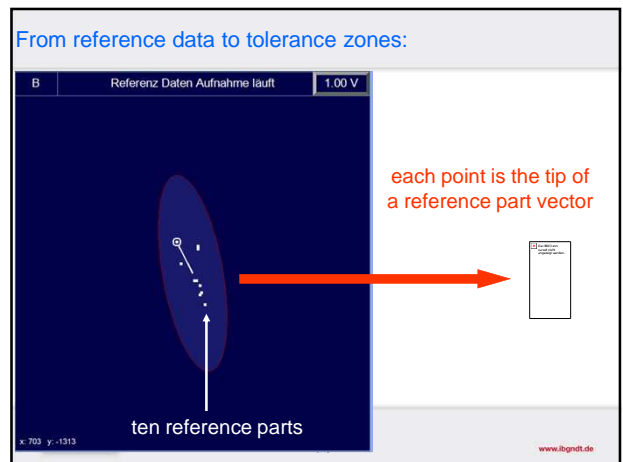 From reference data to tolerance zones:
B Referenz Daten Aufnahme läuft 1.00 V
each point is the tip of
a reference part vector
ten reference parts
x: 703 y: -1313
www.ibgndt.de